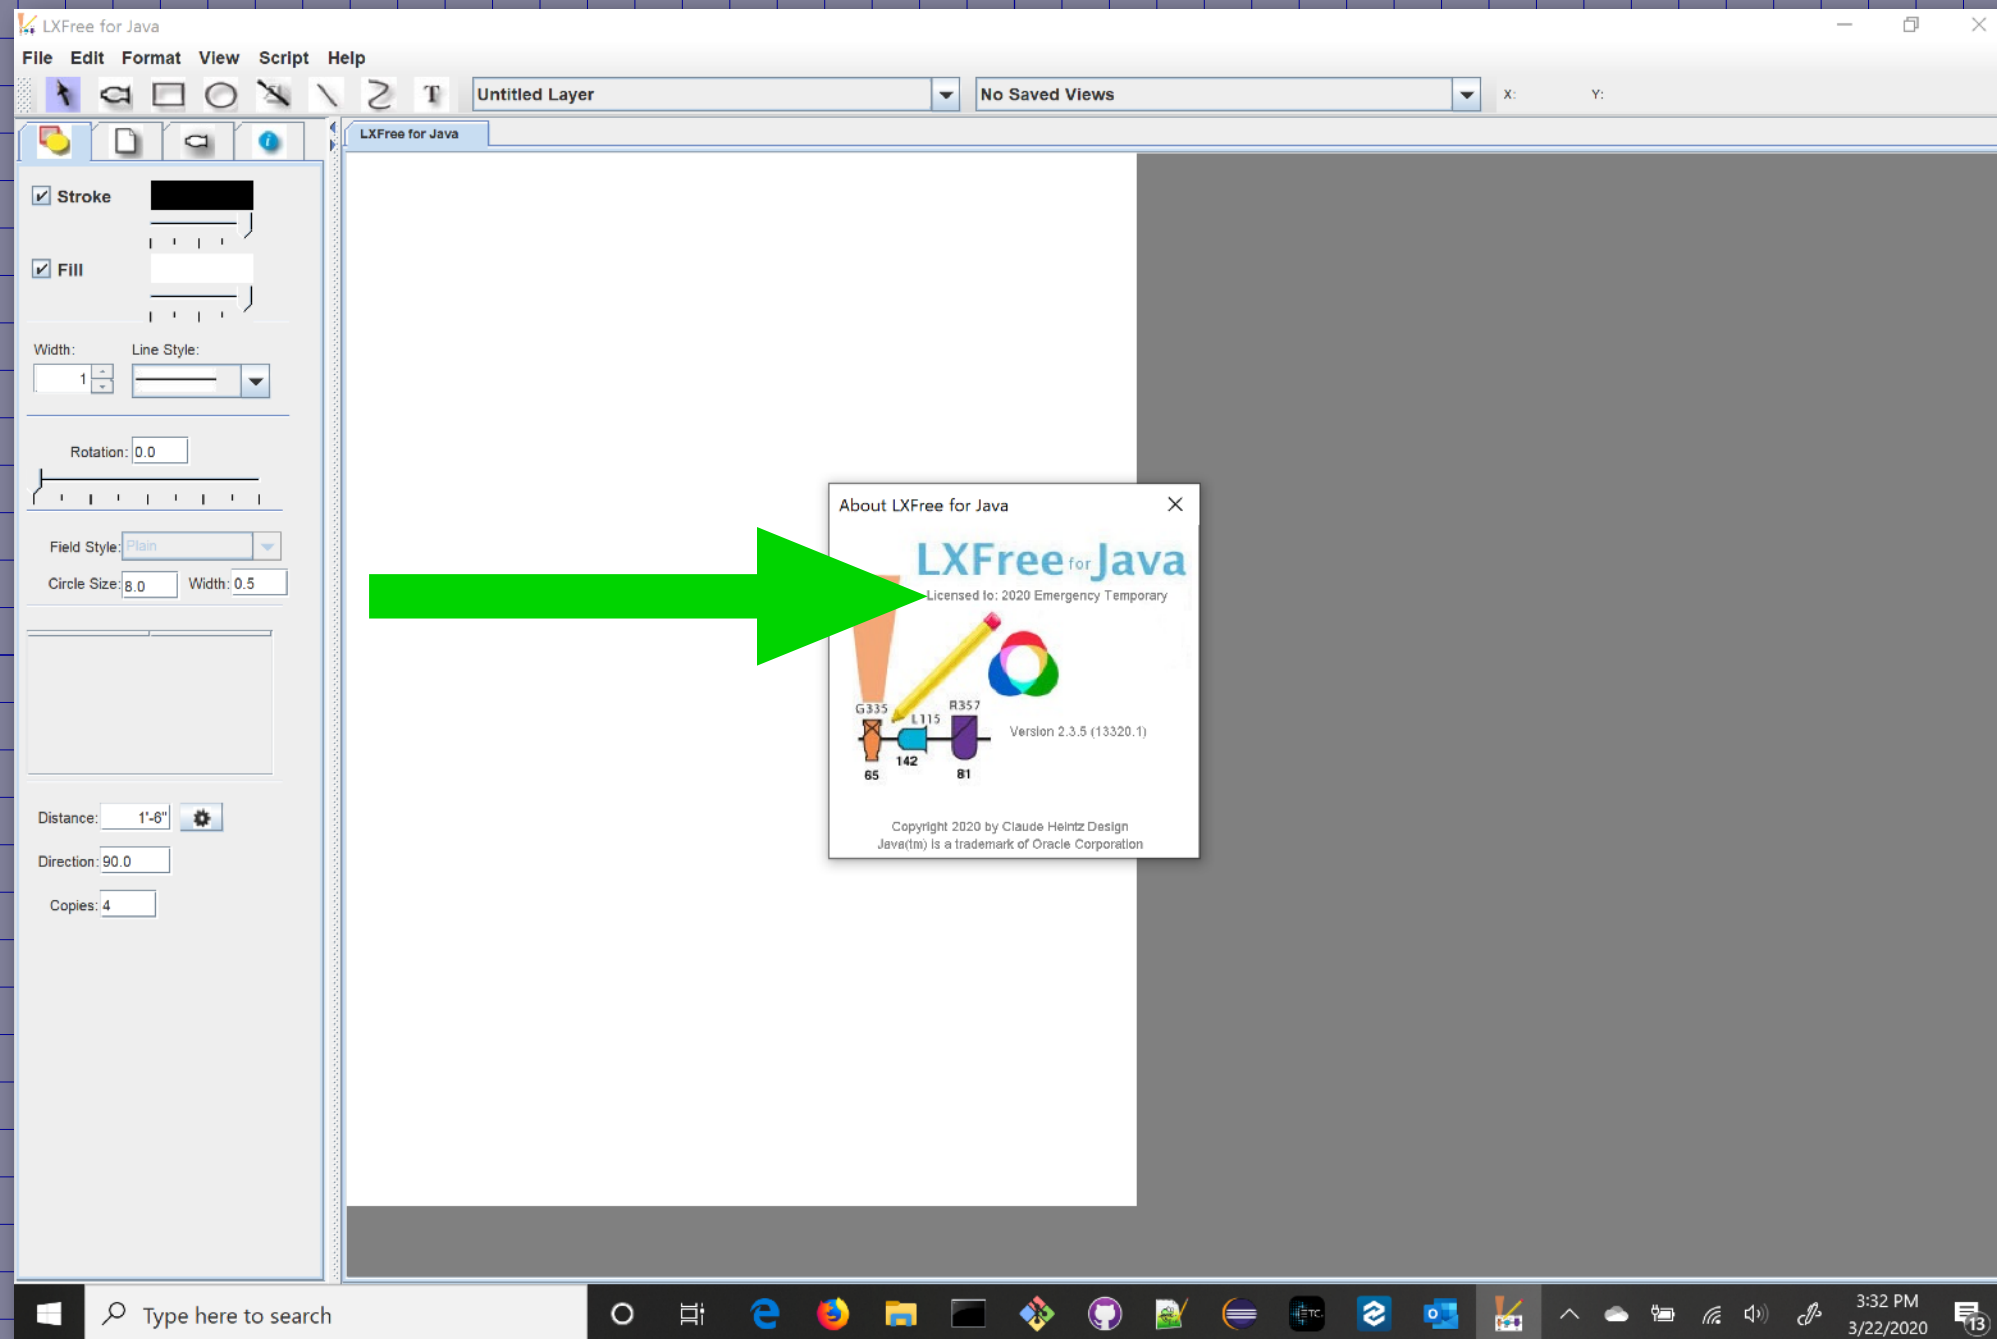 LXFree for Java
File Edit Format View Script Help
T Untitled Layer No Saved Views X: Y:
LXFree for Java
Stroke
Fill
Width: Line Style:
1
Rotation: 0.0
Field Style: Plain
Circle Size: 8.0 Width: 0.5
Distance: 1'-6"
Direction: 90.0
Copies: 4
About LXFree for Java
LXFree for Java
Licensed to: 2020 Emergency Temporary
G335 L115 R357
Version 2.3.5 (13320.1)
65 142 81
Copyright 2020 by Claude Heintz Design
Java(tm) is a trademark of Oracle Corporation
Type here to search
ETC
3:32 PM
3/22/2020
13